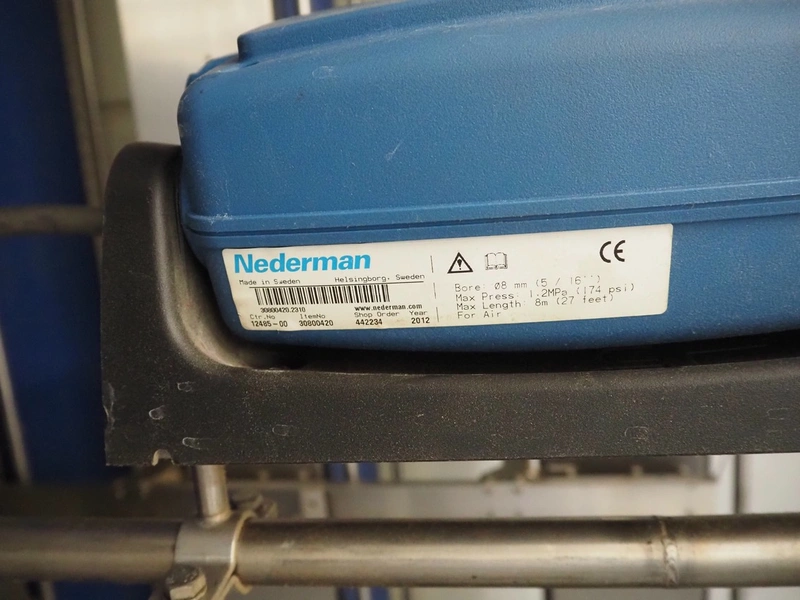 Nederman
Made in Sweden Helsingborg, Sweden
30800420.2310 www.nederman.com
Ctr.No ItemNo Shop Order Year
12485-00 30800420 442234 2012
CE
Bore: Ø8 mm (5/16'')
Max Press: 1.2MPa (174 psi)
Max Length: 8m (27 feet)
For Air